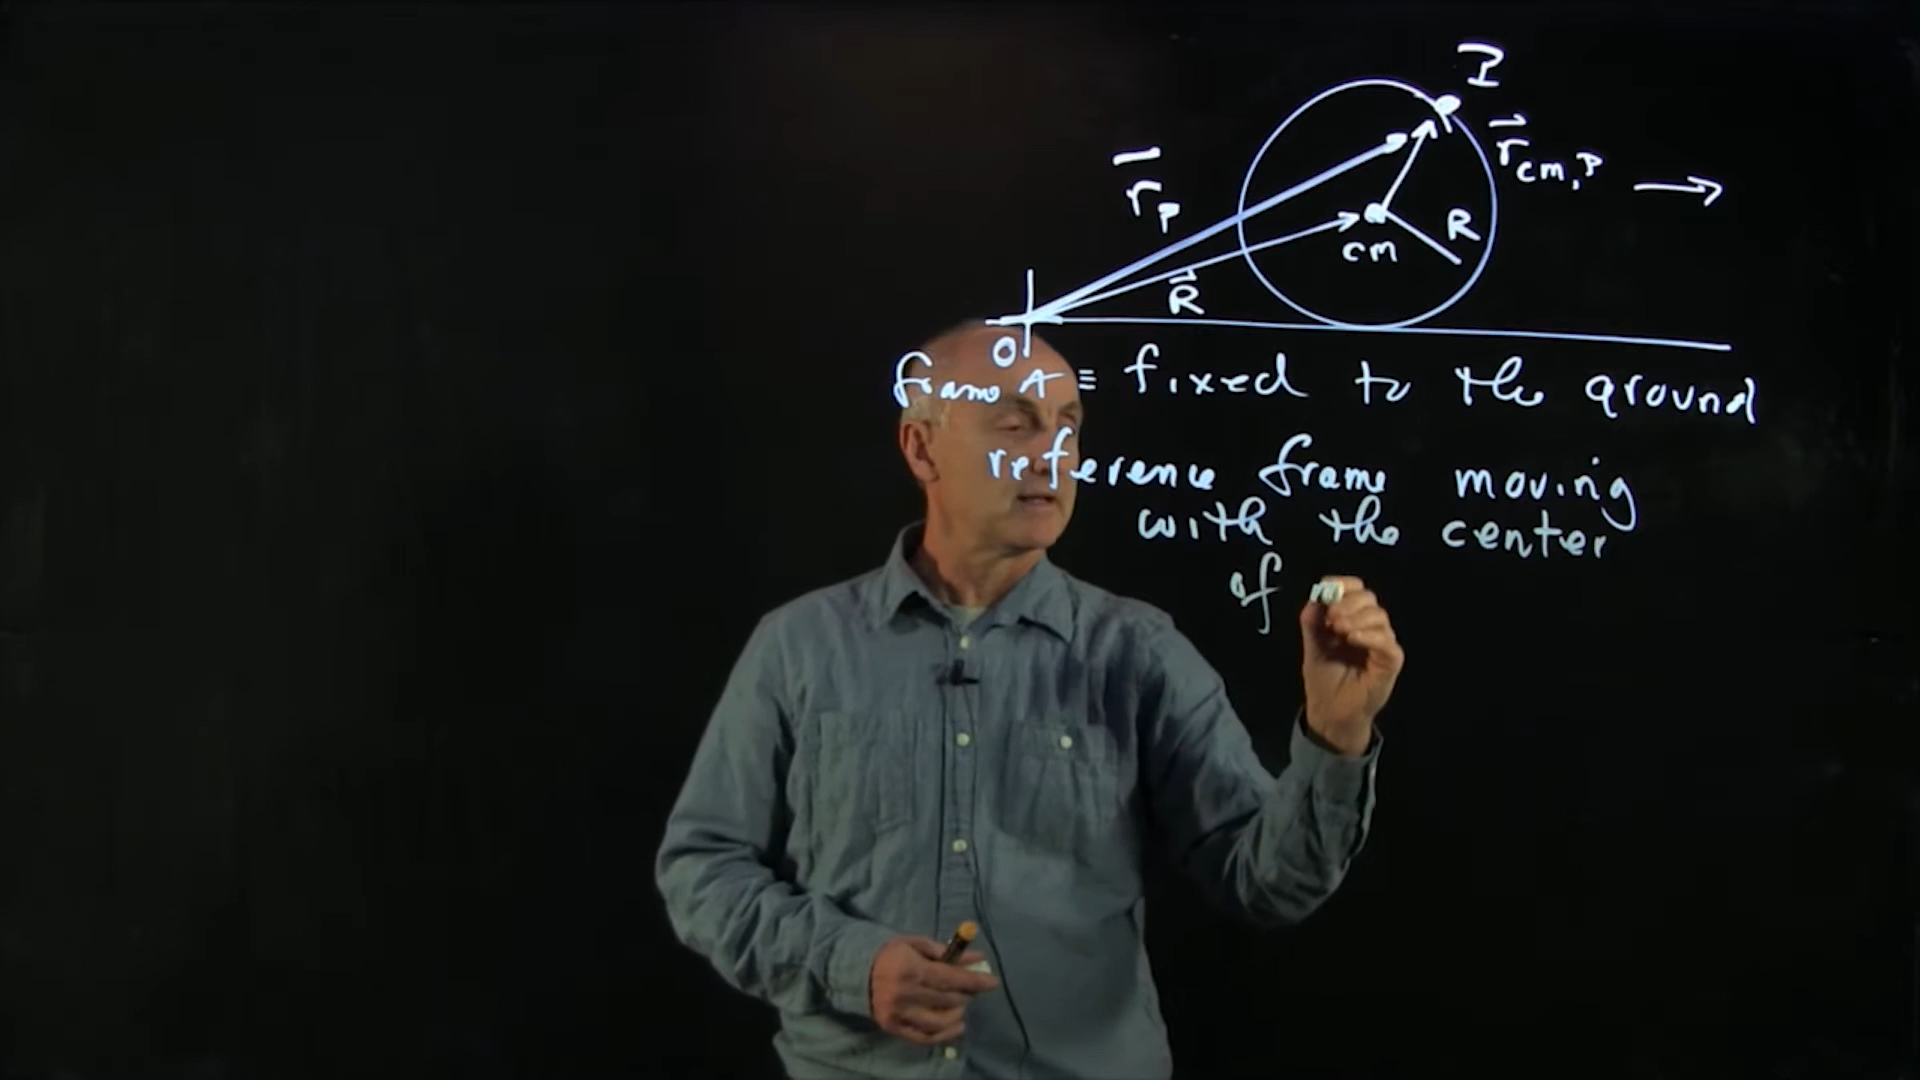 P
r⃗cm,P
r⃗P
R
cm
R⃗
O
frame A ≡ fixed to the ground
reference frame moving
with the center
of m